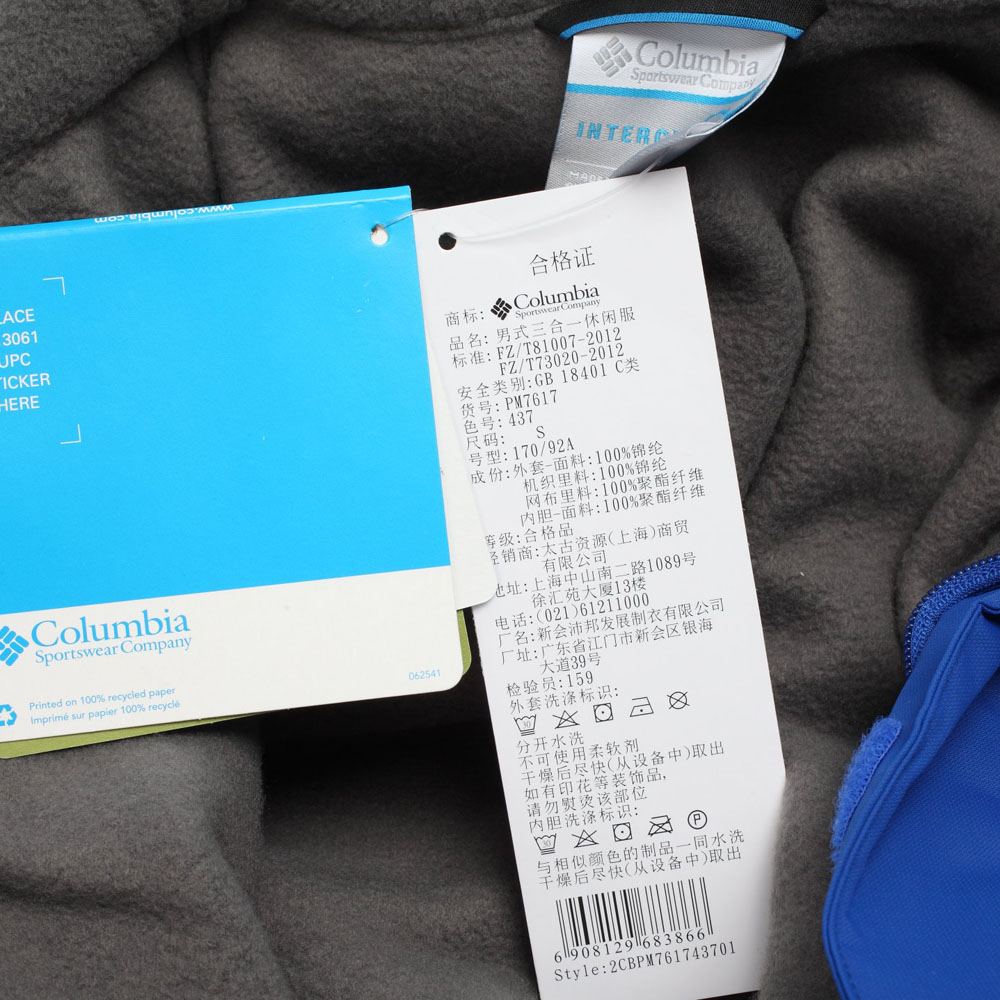 Columbia
Sportswear Company
INTERC
www.columbia.com
LACE
3061
UPC
TICKER
HERE
Columbia
Sportswear Company
062541
Printed on 100% recycled paper
Imprimé sur papier 100% recyclé
合格证
商标: Columbia
Sportswear Company
品名: 男式三合一休闲服
标准: FZ/T81007-2012
FZ/T73020-2012
安全类别:GB 18401 C类
货号: PM7617
色号: 437
尺码: S
号型:170/92A
成份:外套-面料:100%锦纶
机织里料:100%锦纶
网布里料:100%聚酯纤维
内胆-面料:100%聚酯纤维
等级:合格品
经销商:太古资源(上海)商贸
有限公司
地址:上海中山南二路1089号
徐汇苑大厦13楼
电话:(021)61211000
厂名:新会沛邦发展制衣有限公司
厂址:广东省江门市新会区银海
大道39号
检验员:159
外套洗涤标识:
分开水洗
不可使用柔软剂
干燥后尽快(从设备中)取出
如有印花等装饰品,
请勿熨烫该部位
内胆洗涤标识:
与相似颜色的制品一同水洗
干燥后尽快(从设备中)取出
6908129683866
Style:2CBPM761743701